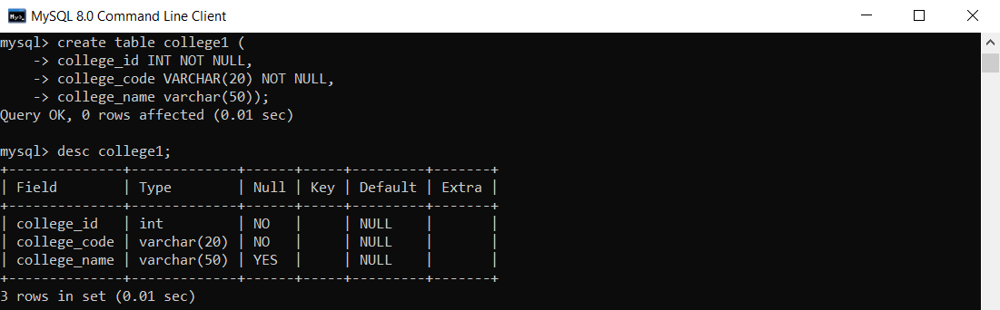 MySQL 8.0 Command Line Client
mysql> create table college1 (
    -> college_id INT NOT NULL,
    -> college_code VARCHAR(20) NOT NULL,
    -> college_name varchar(50));
Query OK, 0 rows affected (0.01 sec)

mysql> desc college1;
+--------------+-------------+------+-----+---------+-------+
| Field        | Type        | Null | Key | Default | Extra |
+--------------+-------------+------+-----+---------+-------+
| college_id   | int         | NO   |     | NULL    |       |
| college_code | varchar(20) | NO   |     | NULL    |       |
| college_name | varchar(50) | YES  |     | NULL    |       |
+--------------+-------------+------+-----+---------+-------+
3 rows in set (0.01 sec)